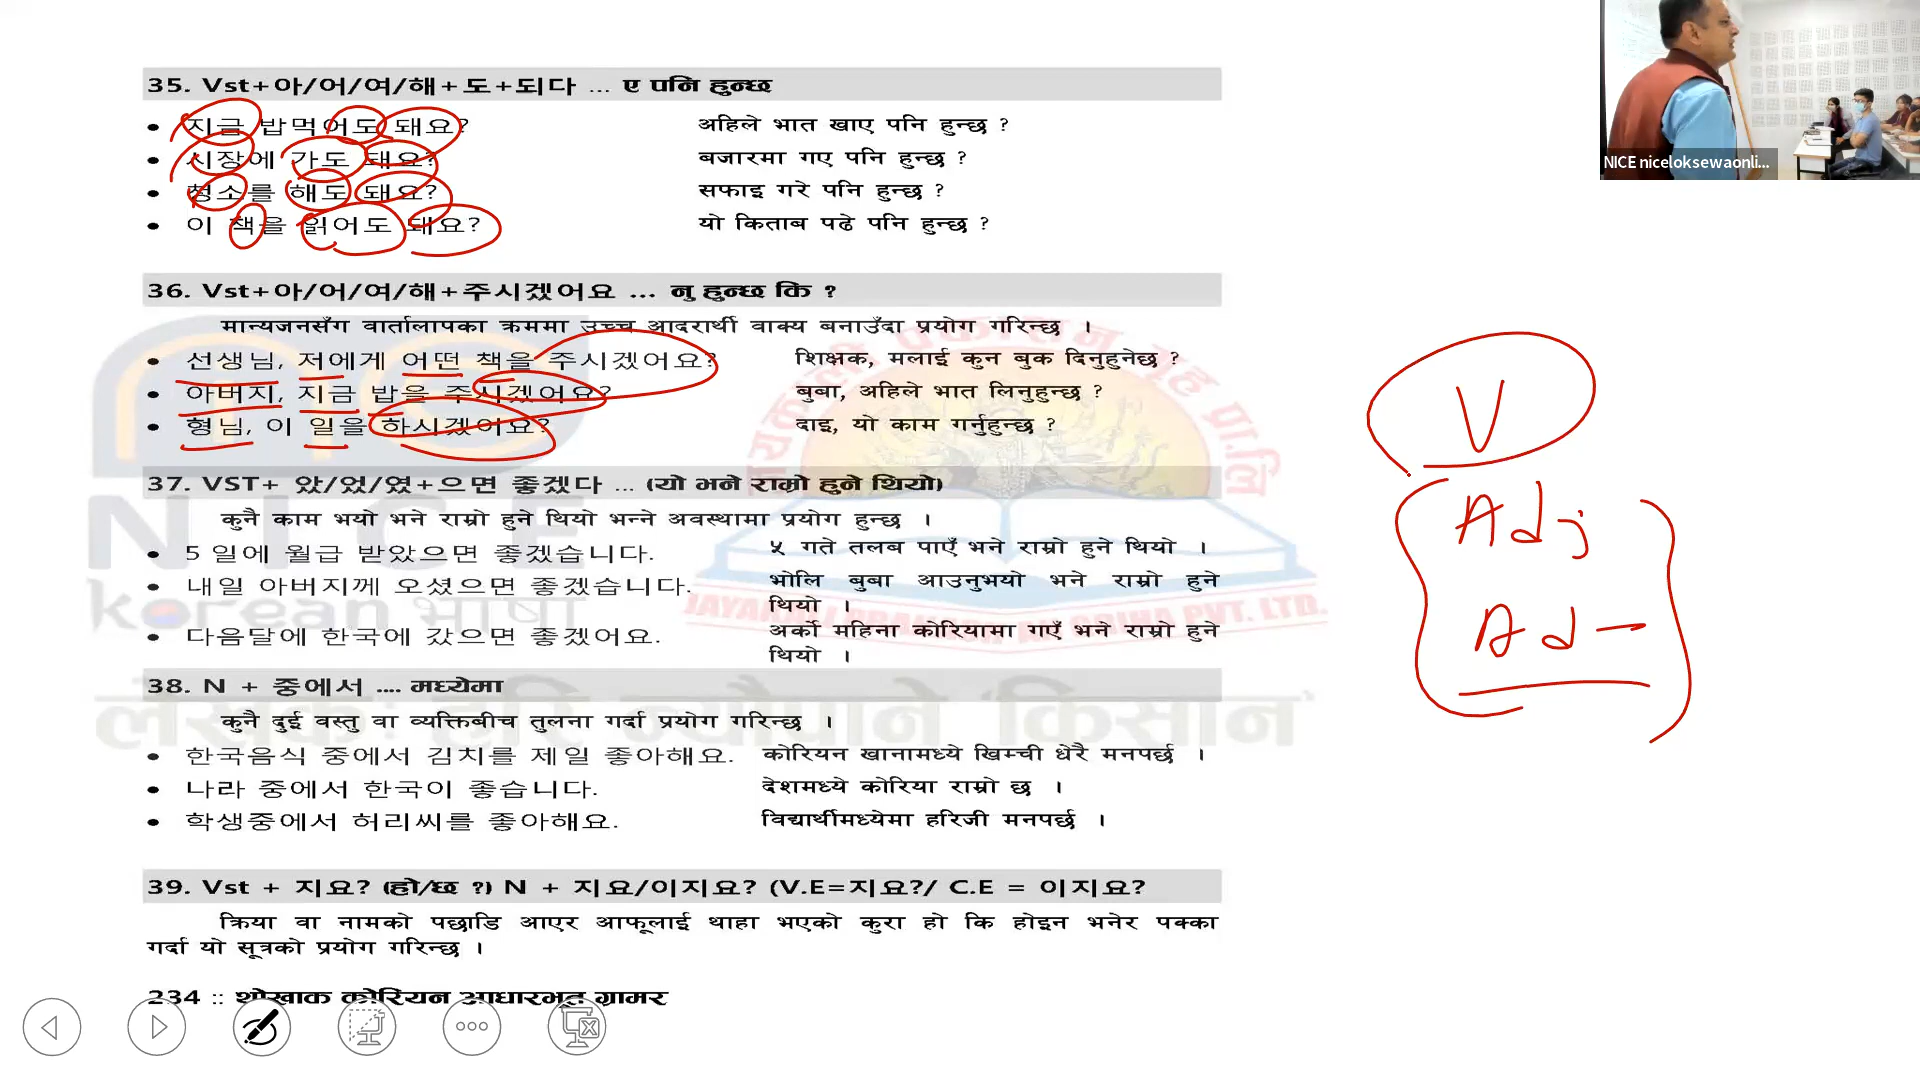 35. Vst+아/어/여/해+도+되다 ... ए पनि हुन्छ
• 지금 밥먹어도 돼요? अहिले भात खाए पनि हुन्छ ?
• 시장에 가도 돼요? बजारमा गए पनि हुन्छ ?
• 청소를 해도 돼요? सफाइ गरे पनि हुन्छ ?
• 이 책을 읽어도 돼요? यो किताब पढे पनि हुन्छ ?
36. Vst+아/어/여/해+주시겠어요 ... नु हुन्छ कि ?
मान्यजनसँग वार्तालापका क्रममा उच्च आदरार्थी वाक्य बनाउँदा प्रयोग गरिन्छ ।
• 선생님, 저에게 어떤 책을 주시겠어요? शिक्षक, मलाई कुन बुक दिनुहुनेछ ?
• 아버지, 지금 밥을 주시겠어요? बुबा, अहिले भात लिनुहुन्छ ?
• 형님, 이 일을 하시겠어요? दाइ, यो काम गर्नुहुन्छ ?
37. VST+ 았/었/였+으면 좋겠다 ... (यो भने राम्रो हुने थियो)
कुनै काम भयो भने राम्रो हुने थियो भन्ने अवस्थामा प्रयोग हुन्छ ।
• 5 일에 월급 받았으면 좋겠습니다. ५ गते तलब पाएँ भने राम्रो हुने थियो ।
• 내일 아버지께 오셨으면 좋겠습니다. भोलि बुबा आउनुभयो भने राम्रो हुने
थियो ।
• 다음달에 한국에 갔으면 좋겠어요. अर्को महिना कोरियामा गएँ भने राम्रो हुने
थियो ।
38. N + 중에서 .... मध्येमा
कुनै दुई वस्तु वा व्यक्तिबीच तुलना गर्दा प्रयोग गरिन्छ ।
• 한국음식 중에서 김치를 제일 좋아해요. कोरियन खानामध्ये खिम्ची धेरै मनपर्छ ।
• 나라 중에서 한국이 좋습니다. देशमध्ये कोरिया राम्रो छ ।
• 학생중에서 허리씨를 좋아해요. विद्यार्थीमध्येमा हरिजी मनपर्छ ।
39. Vst + 지요? (हो/छ ?) N + 지요/이지요? (V.E=지요?/ C.E = 이지요?
क्रिया वा नामको पछाडि आएर आफूलाई थाहा भएको कुरा हो कि होइन भनेर पक्का
गर्दा यो सूत्रको प्रयोग गरिन्छ ।
234 :: थोखाक कोरियन आधारभूत ग्रामर
V
Adj
Ad
NICE niceloksewaonli...
NICE
korean भाषा
लेखकः हरि न्यौपाने 'किसान'